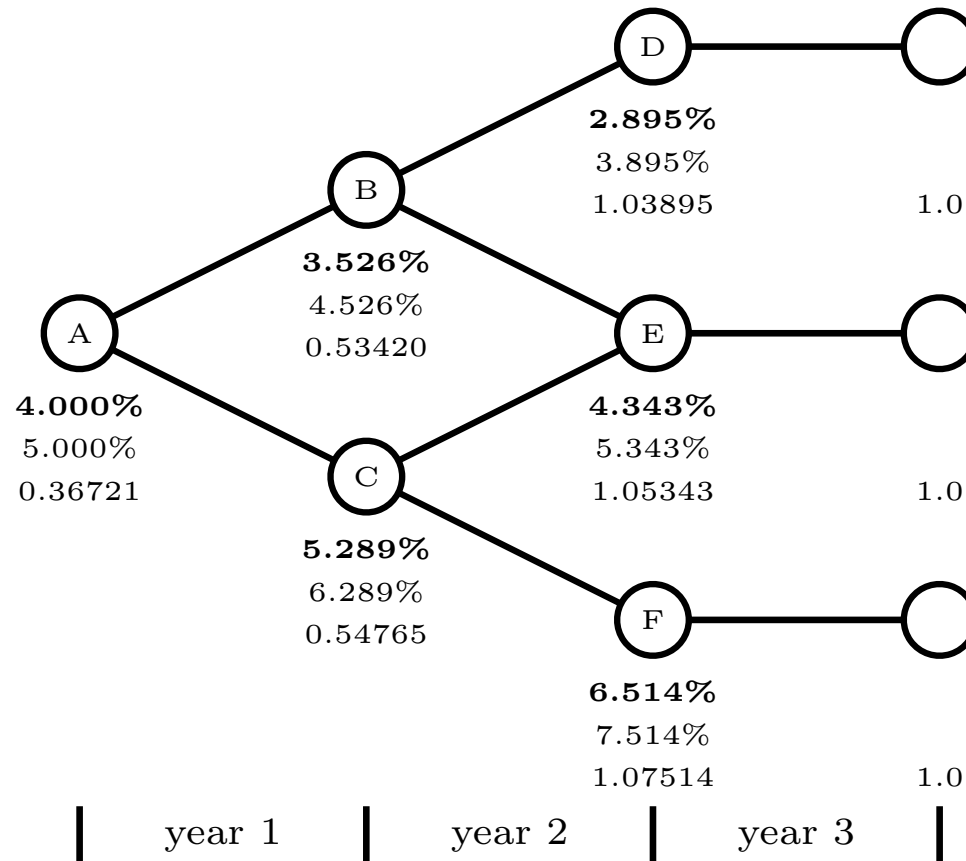 D
2.895%
3.895%
1.03895
1.0
B
3.526%
4.526%
0.53420
A
4.000%
5.000%
0.36721
E
4.343%
5.343%
1.05343
1.0
C
5.289%
6.289%
0.54765
F
6.514%
7.514%
1.07514
1.0
year 1
year 2
year 3